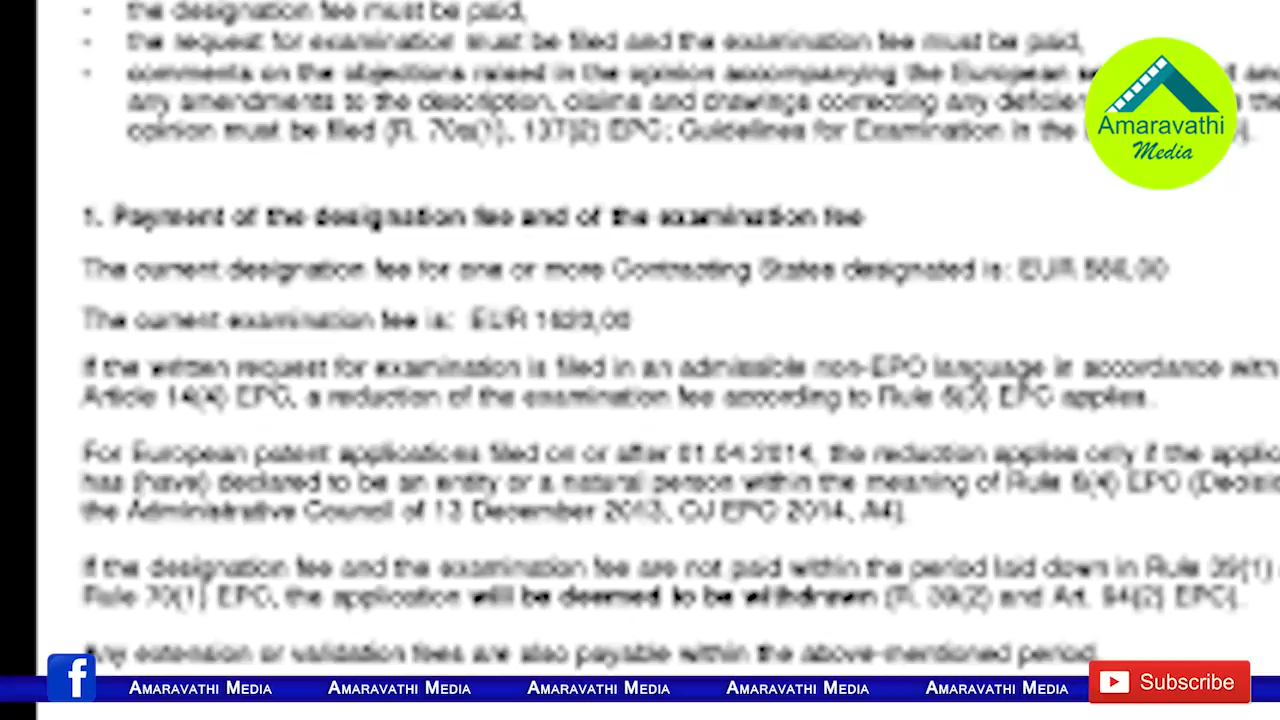 - the designation fee must be paid,
- the request for examination must be filed and the examination fee must be paid,
- comments on the objections raised in the opinion accompanying the European
any amendments to the description, claims and drawings correcting any
opinion must be filed (R. 70a(1), 137(2) EPC; Guidelines for Examination in the
Amaravathi
Media
1. Payment of the designation fee and of the examination fee
The current designation fee for one or more Contracting States designated is: EUR
The current examination fee is: EUR
If the written request for examination is filed in an admissible non-EPO language in accordance with
Article 14(4) EPC, a reduction of the examination fee according to Rule 6(3) EPC applies.
For European patent applications filed on or after 01.04.2014, the reduction applies only if the
has (have) declared to be an entity or a natural person within the meaning of Rule 6(4) EPC
the Administrative Council of 13 December 2013, OJ EPO 2014, A4).
If the designation fee and the examination fee are not paid within the period laid down in Rule 39(1)
Rule 70(1) EPC, the application will be deemed to be withdrawn (R. 39(2) and Art. 94(2) EPC).
Any extension or validation fees are also payable within the above-mentioned period.
f Amaravathi Media Amaravathi Media Amaravathi Media Amaravathi Media Amaravathi Media Subscribe